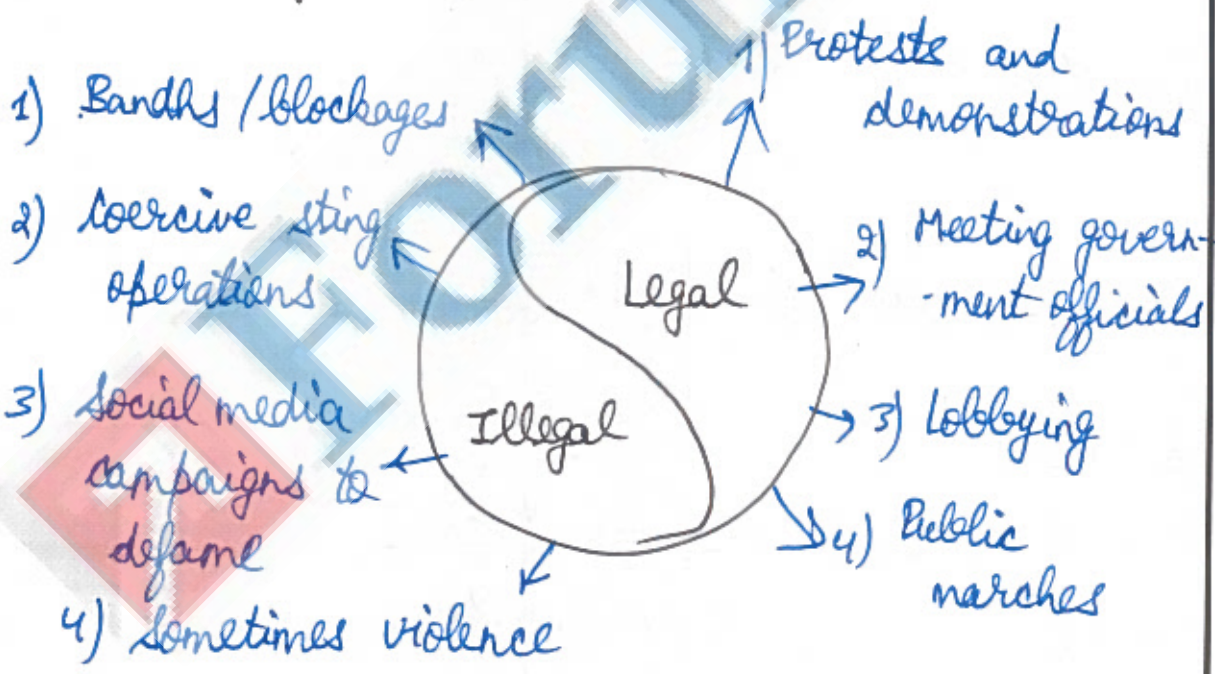 1) Bandhs / blockages
2) Coercive sting
operations
3) Social media
campaigns to
defame
4) Sometimes violence
Legal
Illegal
1) Protests and
demonstrations
2) Meeting govern-
-ment officials
3) Lobbying
4) Public
marches
Foru